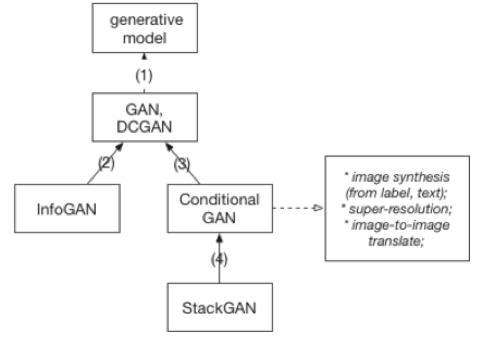 generative
model
(1)
GAN,
DCGAN
(2)
(3)
InfoGAN
Conditional
GAN
* image synthesis
(from label, text);
* super-resolution;
* image-to-image
translate;
(4)
StackGAN